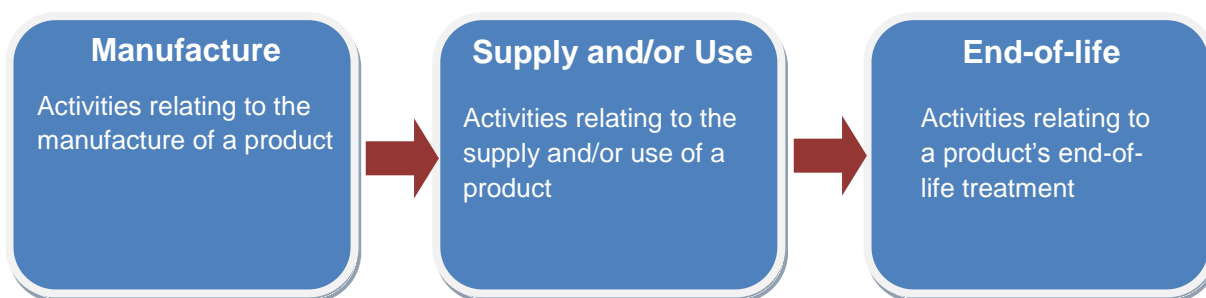 Manufacture
Activities relating to the
manufacture of a product
Supply and/or Use
Activities relating to the
supply and/or use of a
product
End-of-life
Activities relating to
a product's end-of-
life treatment